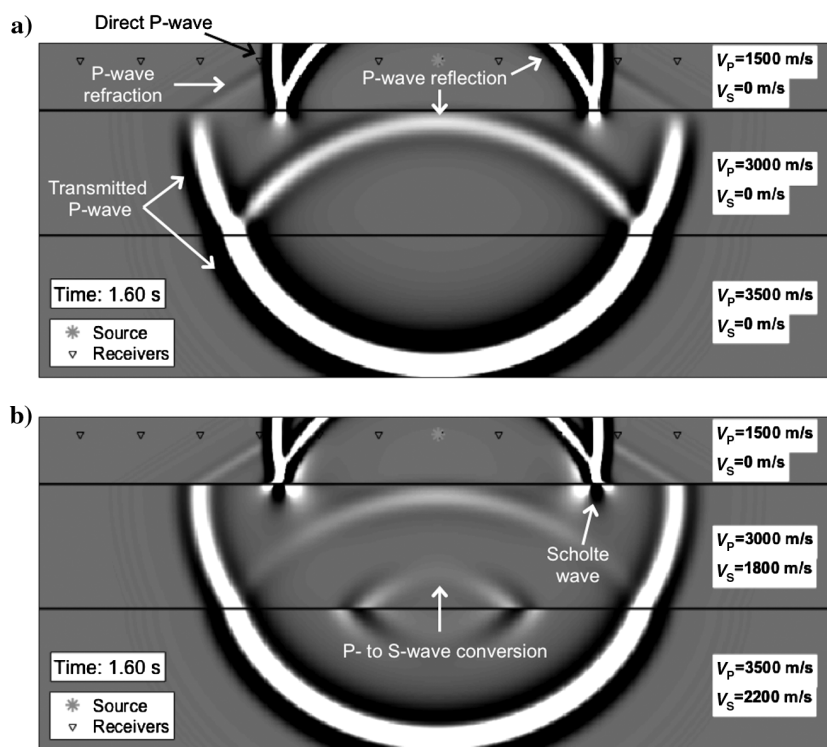 a)
Direct P-wave
P-wave
refraction
P-wave reflection
V_P=1500 m/s
V_S=0 m/s
V_P=3000 m/s
V_S=0 m/s
Transmitted
P-wave
Time: 1.60 s
Source
Receivers
V_P=3500 m/s
V_S=0 m/s
b)
V_P=1500 m/s
V_S=0 m/s
Scholte
wave
V_P=3000 m/s
V_S=1800 m/s
P- to S-wave conversion
Time: 1.60 s
Source
Receivers
V_P=3500 m/s
V_S=2200 m/s